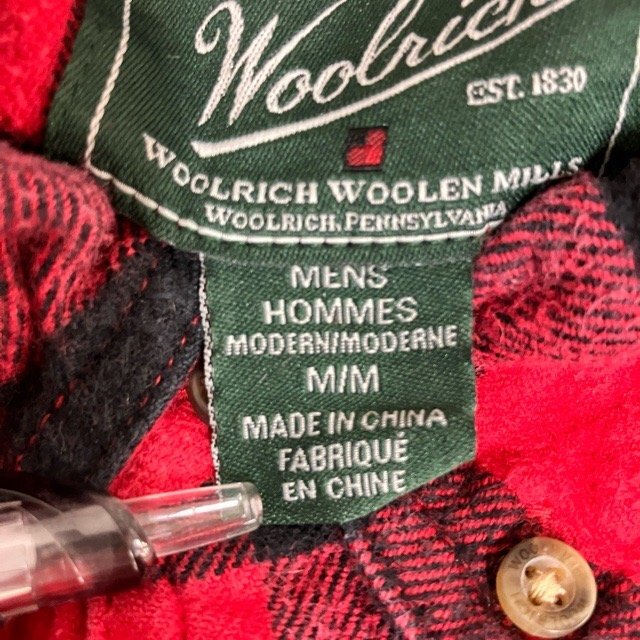 Woolrich
EST. 1830
WOOLRICH WOOLEN MILLS
WOOLRICH, PENNSYLVANIA
MENS
HOMMES
MODERN/MODERNE
M/M
MADE IN CHINA
FABRIQUÉ
EN CHINE